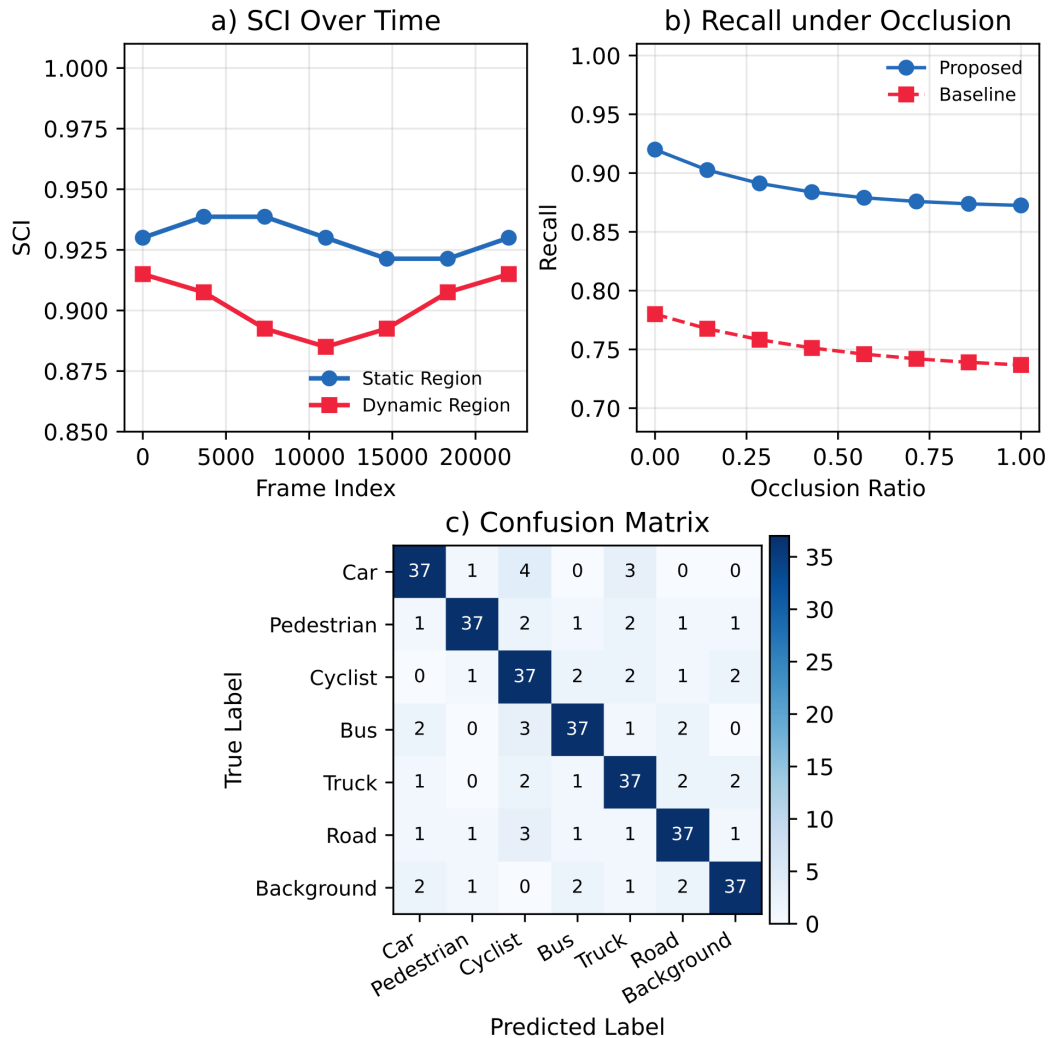 a) SCI Over Time
1.000
0.975
0.950
0.925
0.900
0.875
0.850
SCI
0 5000 10000 15000 20000
Frame Index
Static Region
Dynamic Region
b) Recall under Occlusion
1.00
0.95
0.90
0.85
0.80
0.75
0.70
Recall
0.00 0.25 0.50 0.75 1.00
Occlusion Ratio
Proposed
Baseline
c) Confusion Matrix
True Label
Car 37 1 4 0 3 0 0
Pedestrian 1 37 2 1 2 1 1
Cyclist 0 1 37 2 2 1 2
Bus 2 0 3 37 1 2 0
Truck 1 0 2 1 37 2 2
Road 1 1 3 1 1 37 1
Background 2 1 0 2 1 2 37
Car Pedestrian Cyclist Bus Truck Road Background
Predicted Label
35
30
25
20
15
10
5
0